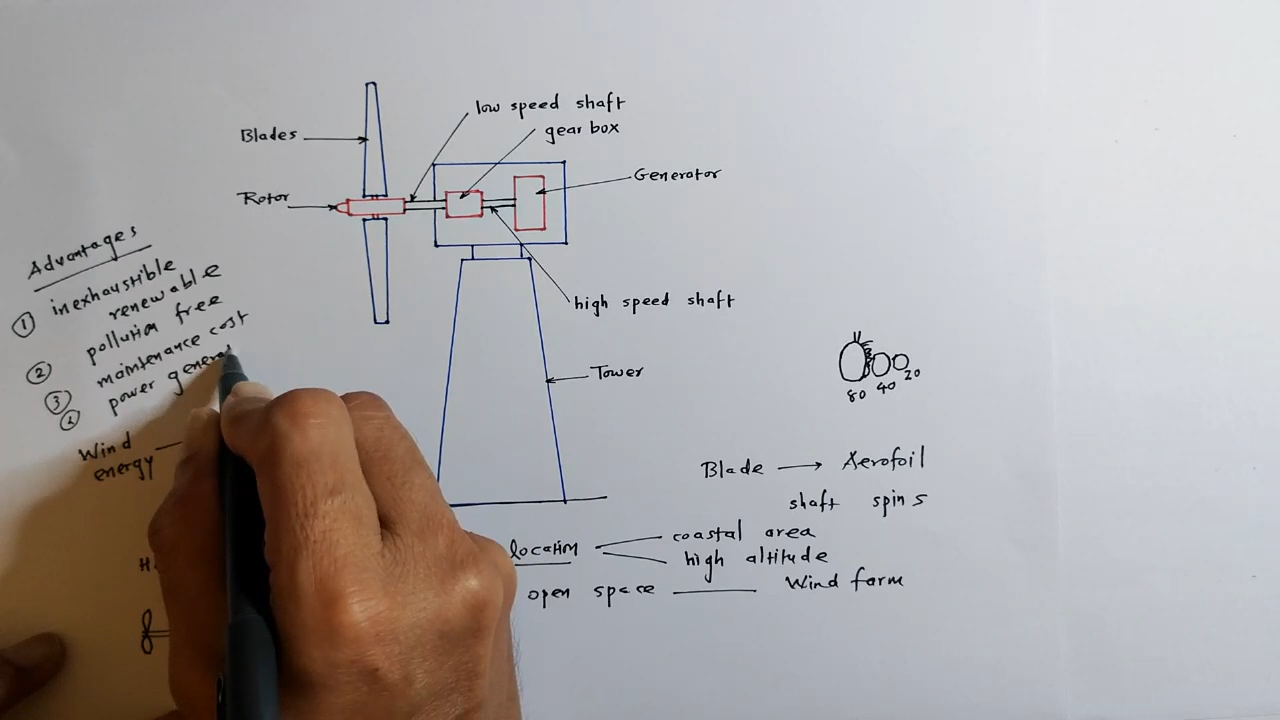 low speed shaft
gear box
Blades
Generator
Rotor
Advantages
① inexhaustible
renewable
② pollution free
③ maintenance cost
④ power
high speed shaft
Tower
80 40 20
Wind
energy
Blade → Aerofoil
shaft spins
location
coastal area
high altitude
open space
Wind farm